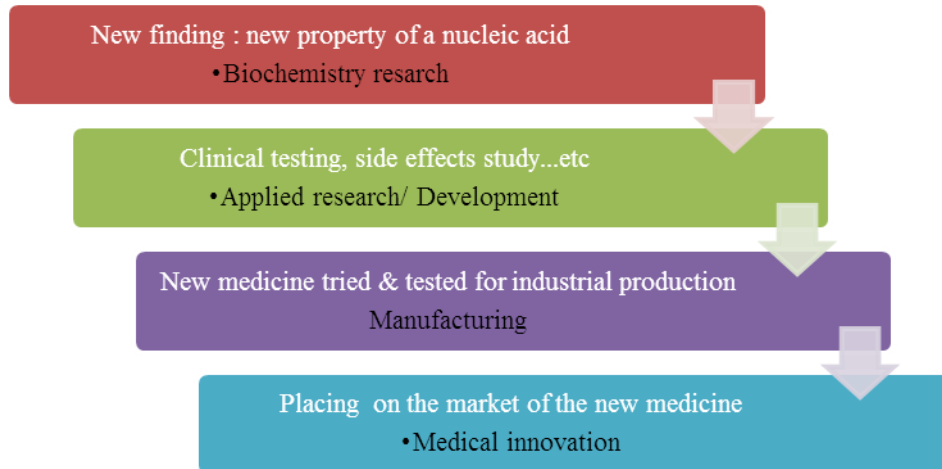 New finding : new property of a nucleic acid
•Biochemistry resarch
Clinical testing, side effects study...etc
•Applied research/ Development
New medicine tried & tested for industrial production
Manufacturing
Placing on the market of the new medicine
•Medical innovation